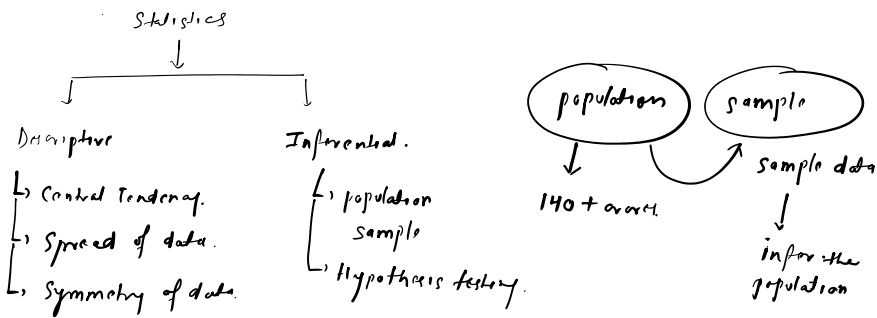 Statistics
Descriptive
Central Tendency.
Spread of data.
Symmetry of data.
Inferential.
population
sample
Hypothesis testing.
population
140 +
sample
sample data
infer the
population